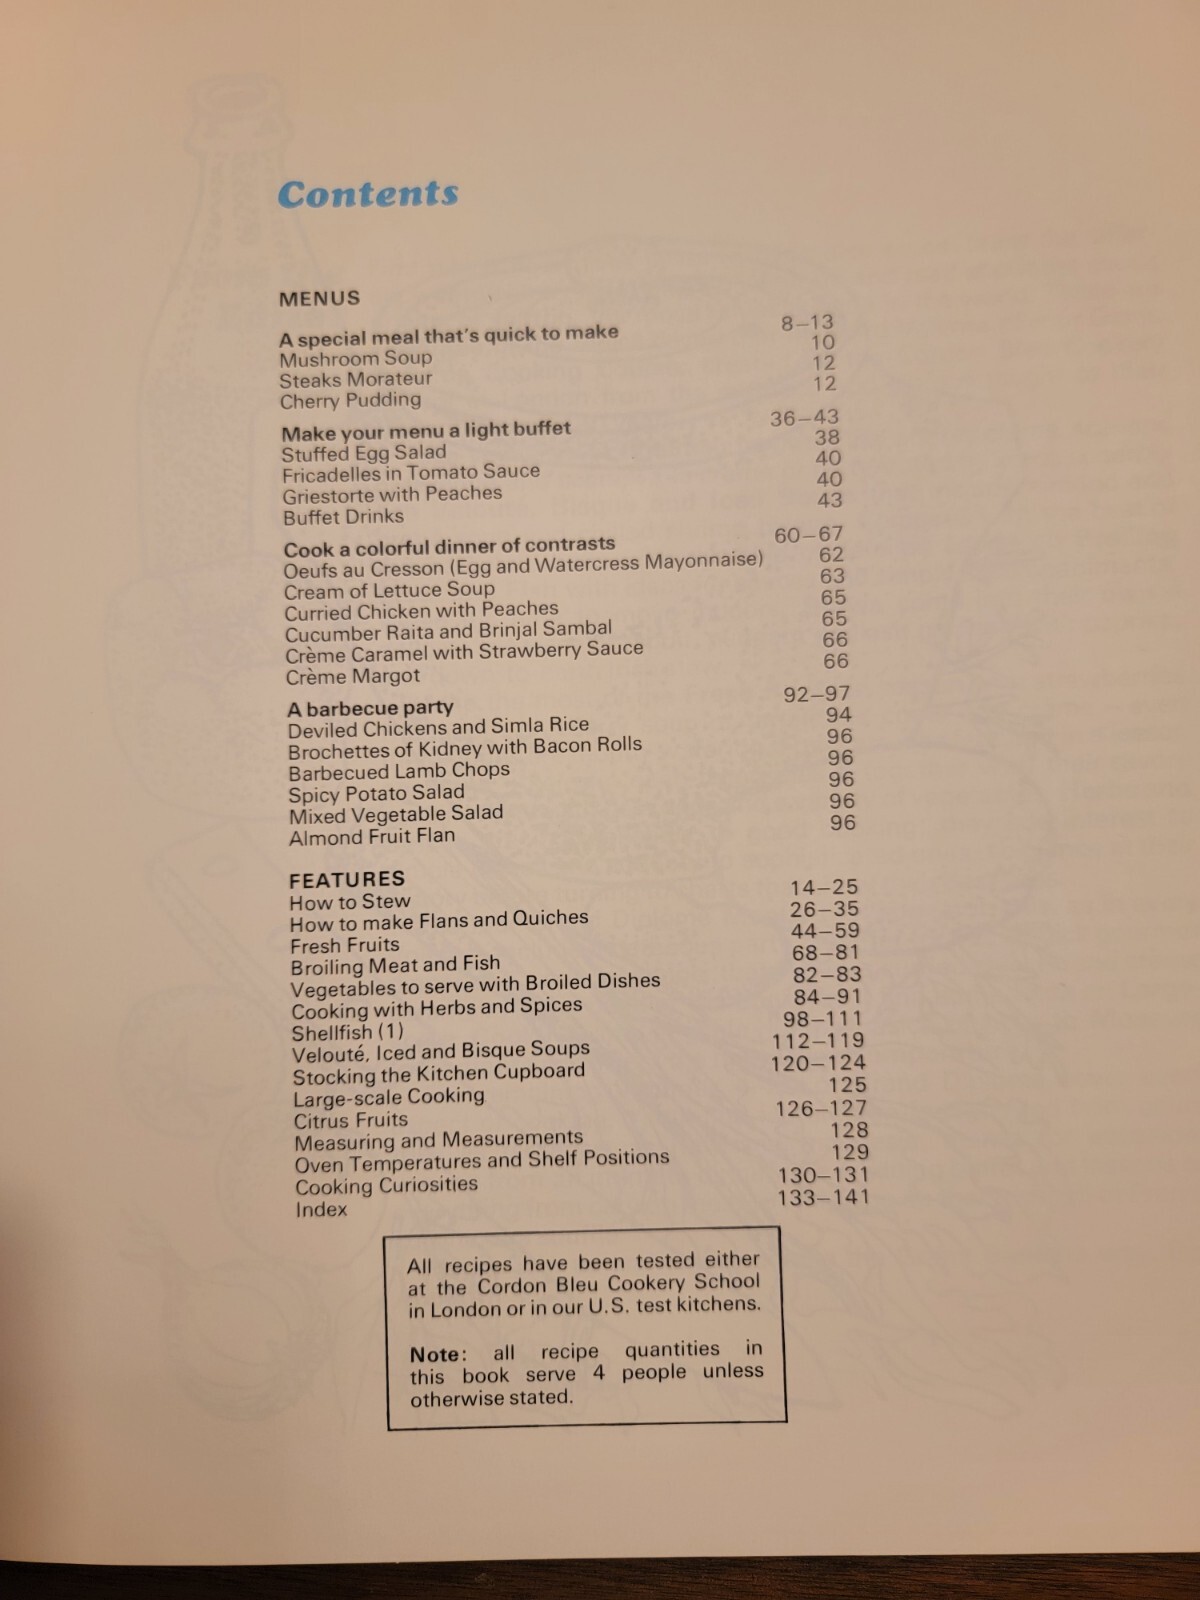 Contents
MENUS
A special meal that's quick to make 8–13
Mushroom Soup 10
Steaks Morateur 12
Cherry Pudding 12
Make your menu a light buffet 36–43
Stuffed Egg Salad 38
Fricadelles in Tomato Sauce 40
Griestorte with Peaches 40
Buffet Drinks 43
Cook a colorful dinner of contrasts 60–67
Oeufs au Cresson (Egg and Watercress Mayonnaise) 62
Cream of Lettuce Soup 63
Curried Chicken with Peaches 65
Cucumber Raita and Brinjal Sambal 65
Crème Caramel with Strawberry Sauce 66
Crème Margot 66
A barbecue party 92–97
Deviled Chickens and Simla Rice 94
Brochettes of Kidney with Bacon Rolls 96
Barbecued Lamb Chops 96
Spicy Potato Salad 96
Mixed Vegetable Salad 96
Almond Fruit Flan 96
FEATURES
How to Stew 14–25
How to make Flans and Quiches 26–35
Fresh Fruits 44–59
Broiling Meat and Fish 68–81
Vegetables to serve with Broiled Dishes 82–83
Cooking with Herbs and Spices 84–91
Shellfish (1) 98–111
Velouté, Iced and Bisque Soups 112–119
Stocking the Kitchen Cupboard 120–124
Large-scale Cooking 125
Citrus Fruits 126–127
Measuring and Measurements 128
Oven Temperatures and Shelf Positions 129
Cooking Curiosities 130–131
Index 133–141
All recipes have been tested either
at the Cordon Bleu Cookery School
in London or in our U.S. test kitchens.
Note: all recipe quantities in
this book serve 4 people unless
otherwise stated.